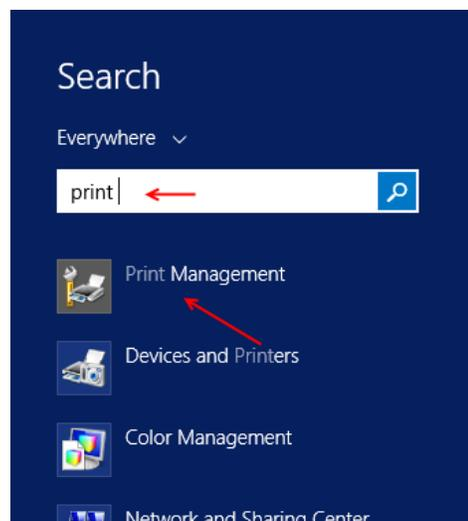 Search
Everywhere
print
Print Management
Devices and Printers
Color Management
Network and Sharing Center